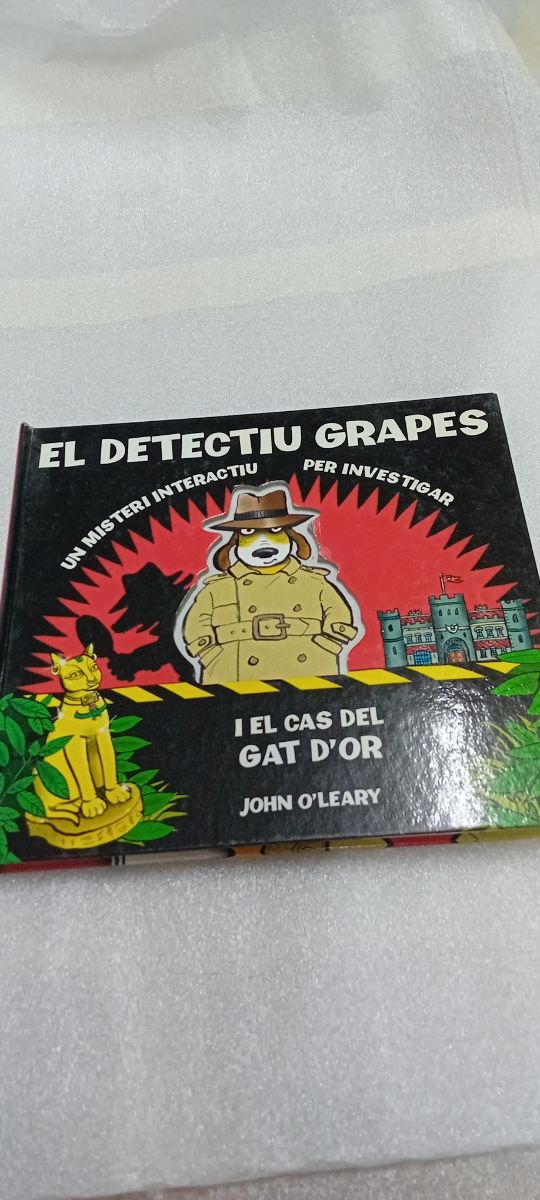 EL DETECTIU GRAPES
UN MISTERI INTERACTIU PER INVESTIGAR
I EL CAS DEL
GAT D'OR
JOHN O'LEARY